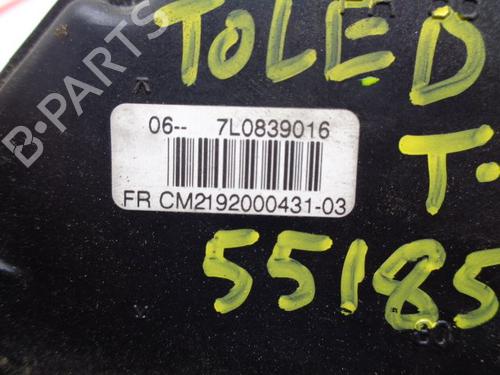 B-PARTS
TOLED
06-- 7L0839016
T.
FR CM2192000431-03
55185